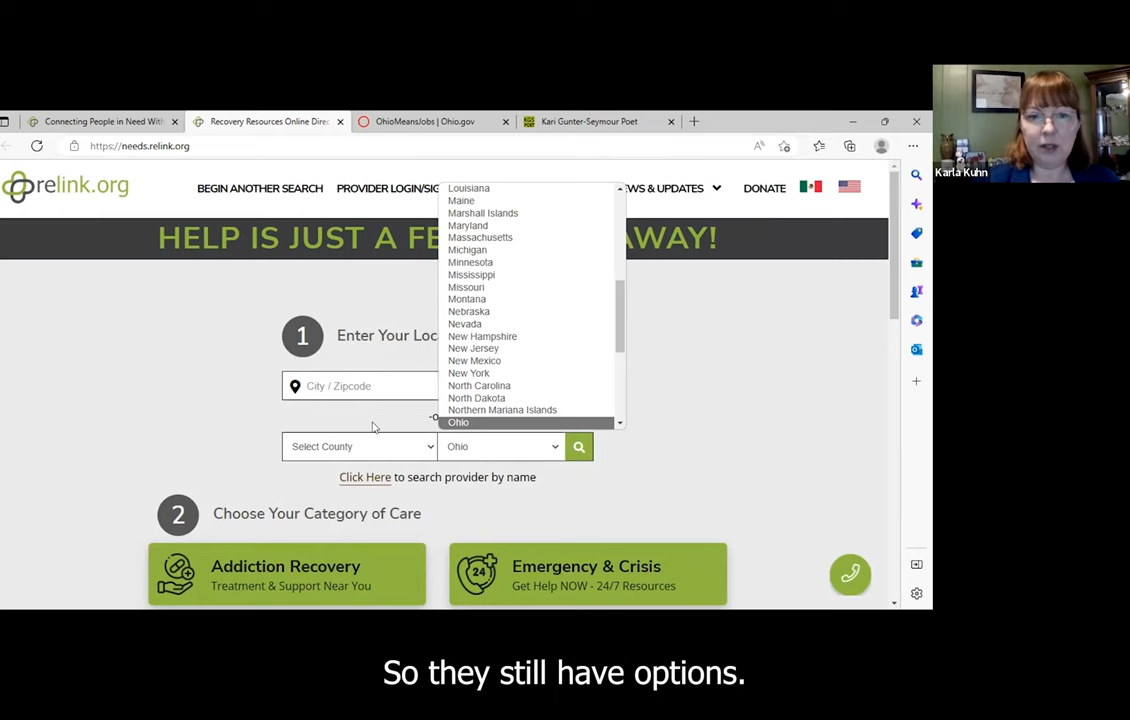 Connecting People in Need With
Recovery Resources Online Direc
OhioMeansJobs | Ohio.gov
KGS
POET
Kari Gunter-Seymour Poet
https://needs.relink.org
Karla Kuhn
relink.org
BEGIN ANOTHER SEARCH
PROVIDER LOGIN/SIG
EWS & UPDATES
DONATE
HELP IS JUST A FE
AWAY!
Louisiana
Maine
Marshall Islands
Maryland
Massachusetts
Michigan
Minnesota
Mississippi
Missouri
Montana
Nebraska
Nevada
New Hampshire
New Jersey
New Mexico
New York
North Carolina
North Dakota
Northern Mariana Islands
Ohio
1
Enter Your Loc
City / Zipcode
-o
Select County
Ohio
Click Here to search provider by name
2
Choose Your Category of Care
Addiction Recovery
Treatment & Support Near You
24
Emergency & Crisis
Get Help NOW - 24/7 Resources
So they still have options.